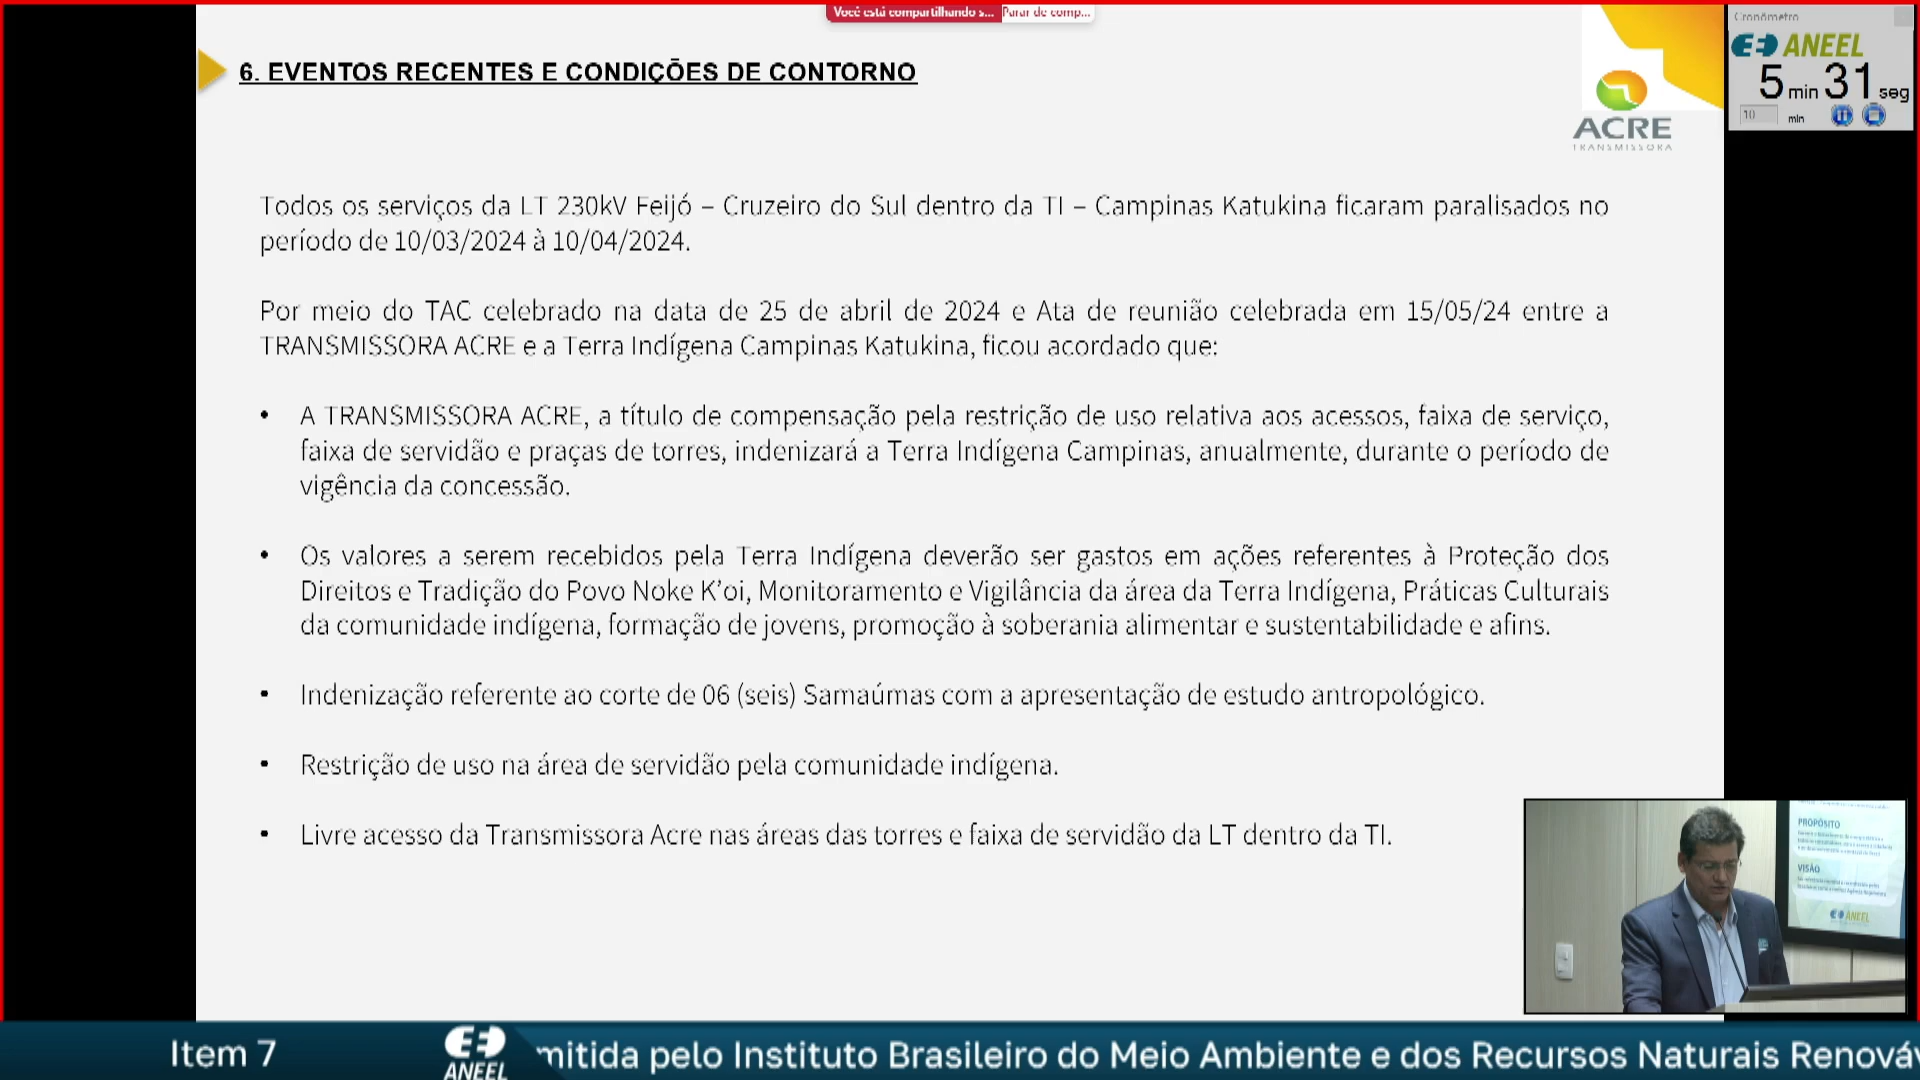 Você está compartilhando s... Parar de comp...
Cronômetro
ANEEL
5 min 31 seg
10 min
6. EVENTOS RECENTES E CONDIÇÕES DE CONTORNO
ACRE
TRANSMISSORA
Todos os serviços da LT 230kV Feijó – Cruzeiro do Sul dentro da TI – Campinas Katukina ficaram paralisados no
período de 10/03/2024 à 10/04/2024.
Por meio do TAC celebrado na data de 25 de abril de 2024 e Ata de reunião celebrada em 15/05/24 entre a
TRANSMISSORA ACRE e a Terra Indígena Campinas Katukina, ficou acordado que:
• A TRANSMISSORA ACRE, a título de compensação pela restrição de uso relativa aos acessos, faixa de serviço,
faixa de servidão e praças de torres, indenizará a Terra Indígena Campinas, anualmente, durante o período de
vigência da concessão.
• Os valores a serem recebidos pela Terra Indígena deverão ser gastos em ações referentes à Proteção dos
Direitos e Tradição do Povo Noke K’oi, Monitoramento e Vigilância da área da Terra Indígena, Práticas Culturais
da comunidade indígena, formação de jovens, promoção à soberania alimentar e sustentabilidade e afins.
• Indenização referente ao corte de 06 (seis) Samaúmas com a apresentação de estudo antropológico.
• Restrição de uso na área de servidão pela comunidade indígena.
• Livre acesso da Transmissora Acre nas áreas das torres e faixa de servidão da LT dentro da TI.
PROPÓSITO
VISÃO
ANEEL
Item 7
ANEEL
mitida pelo Instituto Brasileiro do Meio Ambiente e dos Recursos Naturais Renováv